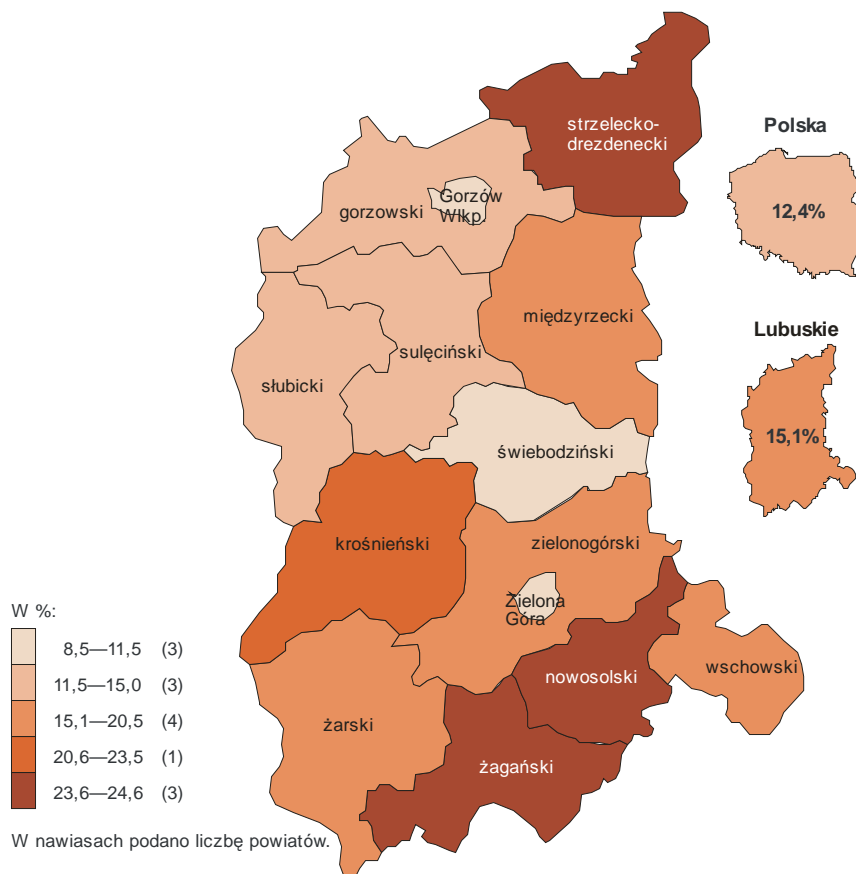 strzelecko-
drezdenecki
Polska
12,4%
Gorzów
Wlkp.
gorzowski
międzyrzecki
Lubuskie
15,1%
sulęciński
słubicki
świebodziński
krośnieński
zielonogórski
Zielona
Góra
nowosolski
wschowski
żarski
żagański
W %:
8,5—11,5 (3)
11,5—15,0 (3)
15,1—20,5 (4)
20,6—23,5 (1)
23,6—24,6 (3)
W nawiasach podano liczbę powiatów.